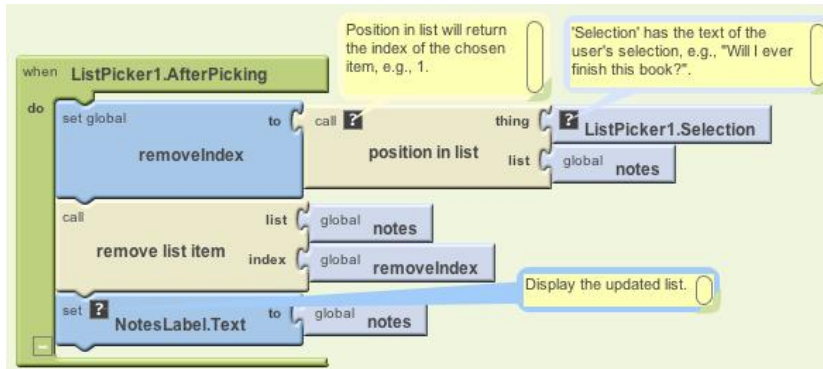 Position in list will return
the index of the chosen
item, e.g., 1.
'Selection' has the text of the
user's selection, e.g., "Will I ever
finish this book?".
when ListPicker1.AfterPicking
do
set global removeIndex to
call ? position in list
thing ? ListPicker1.Selection
list global notes
call remove list item
list global notes
index global removeIndex
Display the updated list.
set ? NotesLabel.Text to
global notes